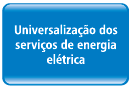 Universalização dos
serviços de energia
elétrica